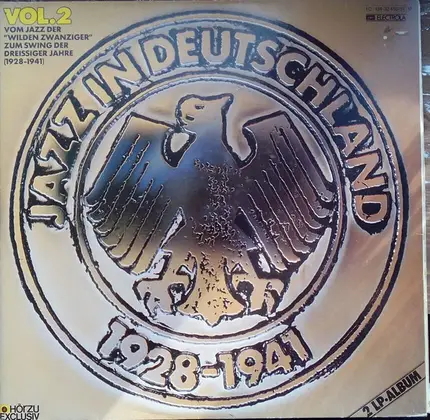 VOL.2
VOM JAZZ DER
"WILDEN ZWANZIGER"
ZUM SWING DER
DREISSIGER JAHRE
(1928-1941)
ELECTROLA
JAZZ IN DEUTSCHLAND
1928-1941
2 LP-ALBUM
HÖRZU
EXCLUSIV